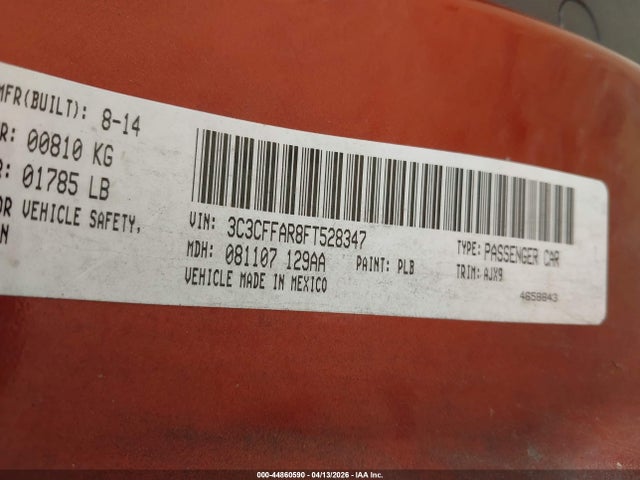 MFR(BUILT): 8-14
R: 00810 KG
R: 01785 LB
OR VEHICLE SAFETY,
N
VIN: 3C3CFFAR8FT528347
MDH: 081107 129AA PAINT: PLB
VEHICLE MADE IN MEXICO
TYPE: PASSENGER CAR
TRIM: AJX9
4658843
000-44860590 - 04/13/2026 - IAA Inc.